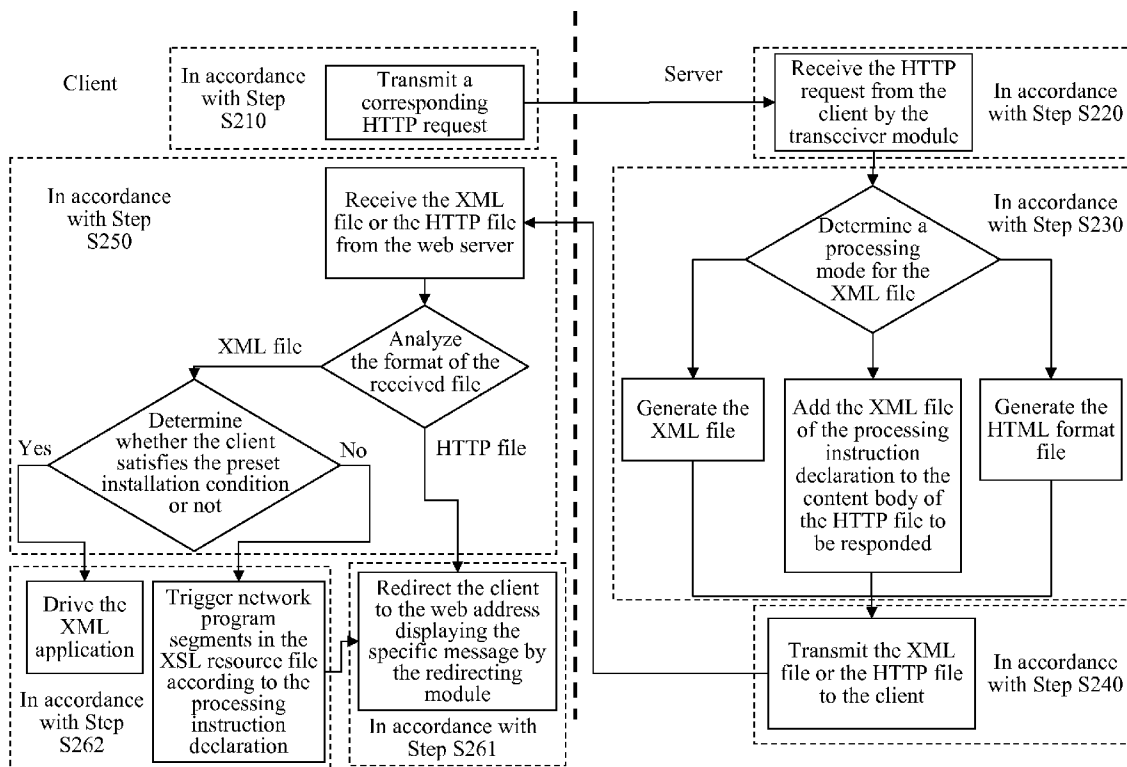 Client
In accordance
with Step
S210
Transmit a
corresponding
HTTP request
Server
Receive the HTTP
request from the
client by the
transceiver module
In accordance
with Step S220
In accordance
with Step
S250
Receive the XML
file or the HTTP file
from the web server
Determine a
processing
mode for the
XML file
In accordance
with Step S230
XML file
Analyze
the format of the
received file
Generate the
XML file
Add the XML file
of the processing
instruction
declaration to the
content body of
the HTTP file to
be responded
Generate the
HTML format
file
Yes
Determine
whether the client
satisfies the preset
installation condition
or not
No
HTTP file
Drive the
XML
application
In accordance
with Step
S262
Trigger network
program
segments in the
XSL resource file
according to the
processing
instruction
declaration
Redirect the client
to the web address
displaying the
specific message by
the redirecting
module
In accordance with
Step S261
Transmit the XML
file or the HTTP file
to the client
In accordance
with Step S240